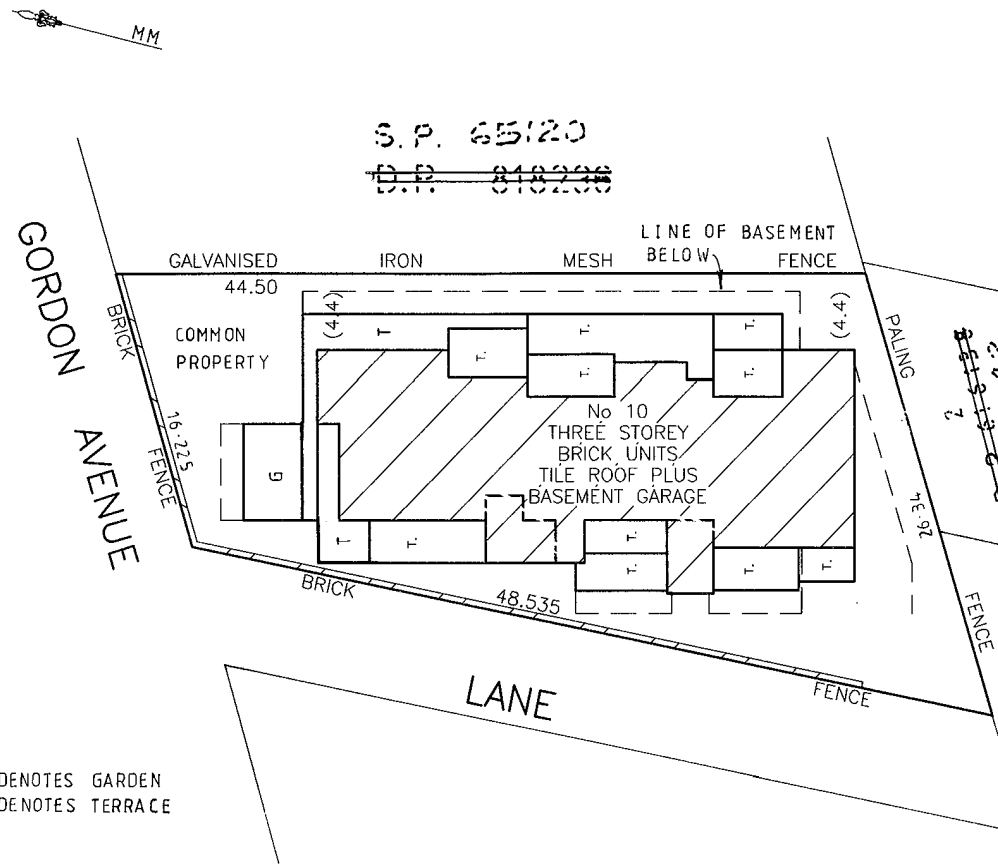 MM
S.P. 65120
D.P. 818298
LINE OF BASEMENT
BELOW
GALVANISED IRON MESH FENCE
44.50
GORDON AVENUE
BRICK FENCE
16.225
COMMON
PROPERTY
(4.4)
(4.4)
T
T.
T.
T.
T.
T.
PALING FENCE
26.34
2
No 10
THREE STOREY
BRICK UNITS
TILE ROOF PLUS
BASEMENT GARAGE
G
T
T.
T.
T.
T.
T.
BRICK FENCE
48.535
LANE
DENOTES GARDEN
DENOTES TERRACE